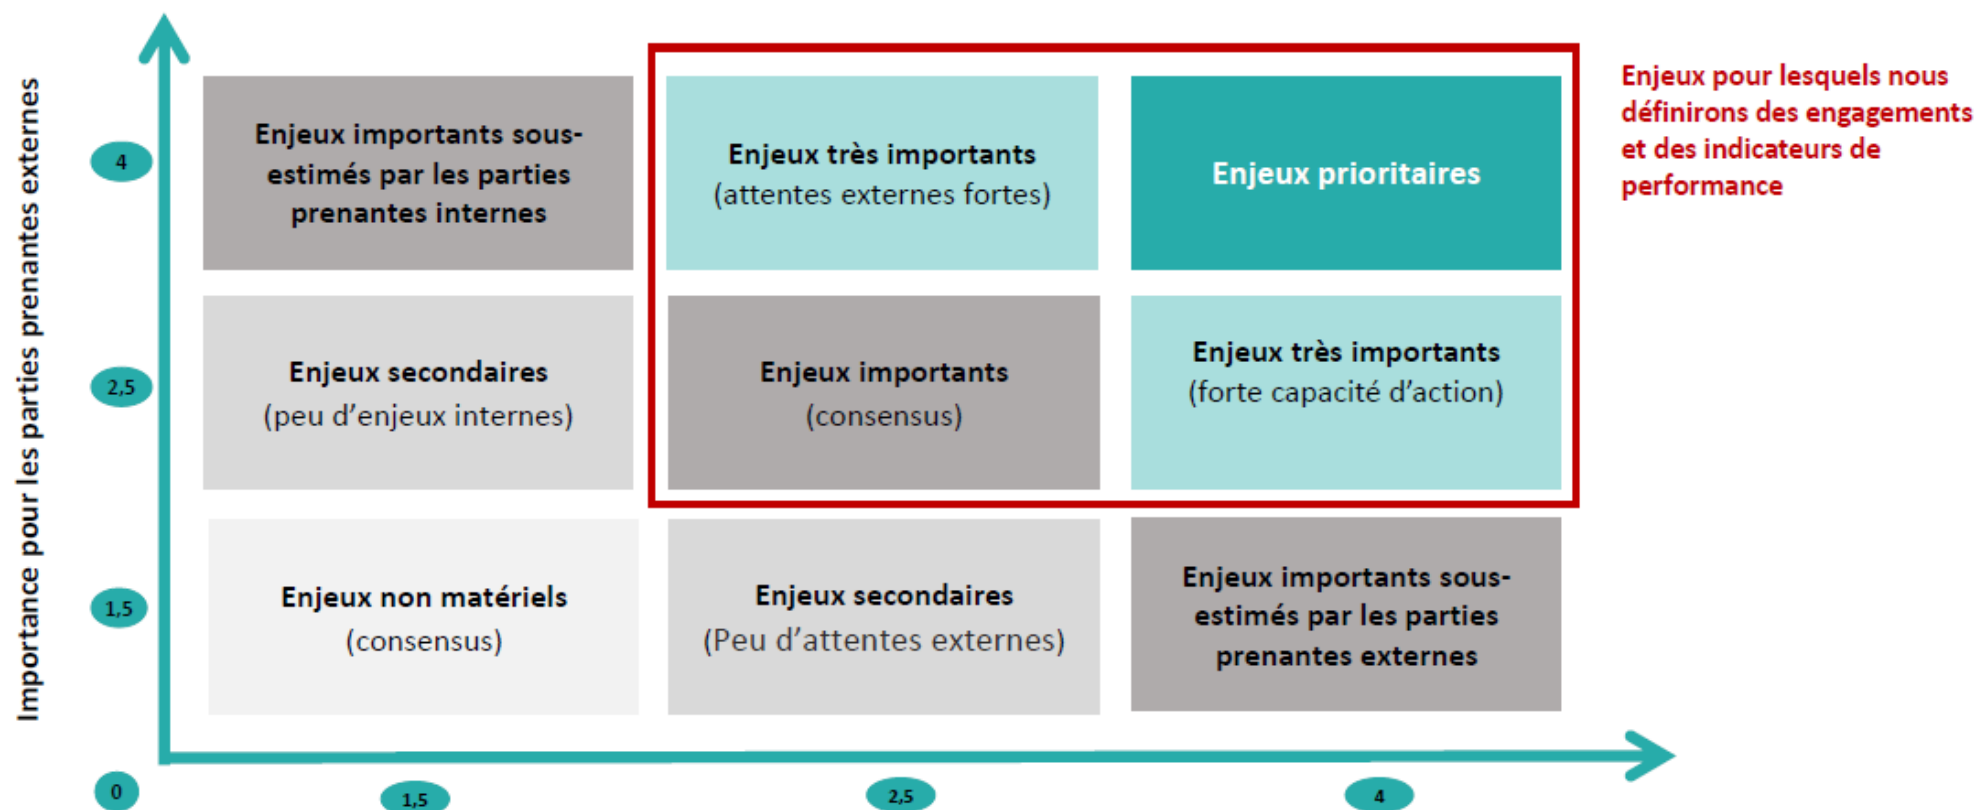 Importance pour les parties prenantes externes
4
Enjeux importants sous-
estimés par les parties
prenantes internes
Enjeux très importants
(attentes externes fortes)
Enjeux prioritaires
Enjeux pour lesquels nous
définirons des engagements
et des indicateurs de
performance
2,5
Enjeux secondaires
(peu d’enjeux internes)
Enjeux importants
(consensus)
Enjeux très importants
(forte capacité d’action)
1,5
Enjeux non matériels
(consensus)
Enjeux secondaires
(Peu d’attentes externes)
Enjeux importants sous-
estimés par les parties
prenantes externes
0
1,5
2,5
4